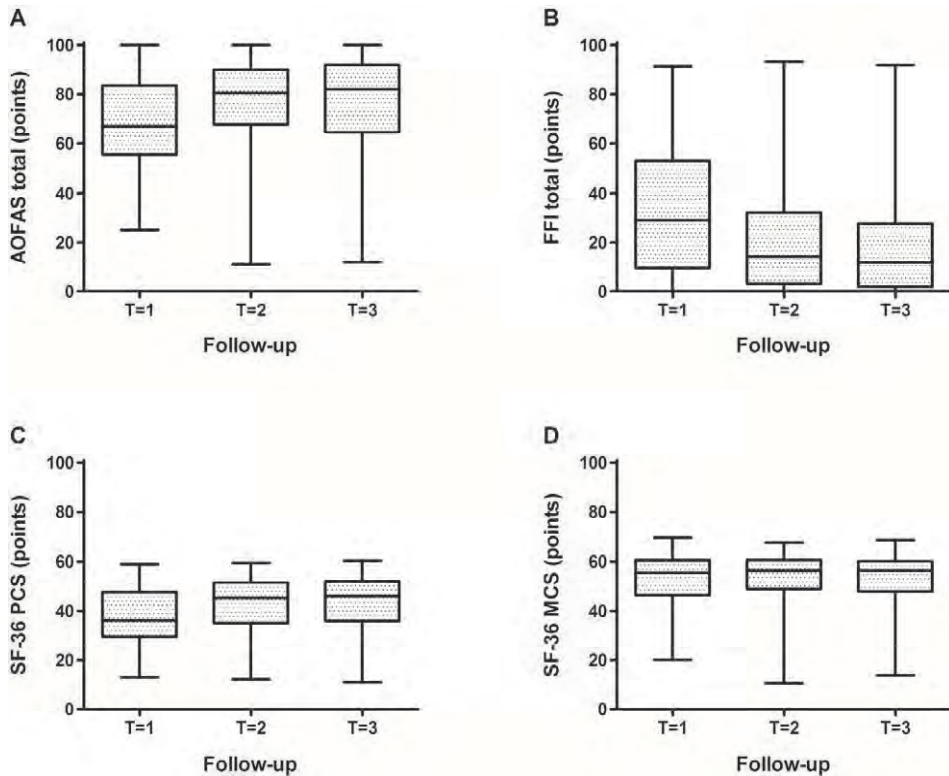 A
AOFAS total (points)
100
80
60
40
20
0
T=1 T=2 T=3
Follow-up
B
FFI total (points)
100
80
60
40
20
0
T=1 T=2 T=3
Follow-up
C
SF-36 PCS (points)
100
80
60
40
20
0
T=1 T=2 T=3
Follow-up
D
SF-36 MCS (points)
100
80
60
40
20
0
T=1 T=2 T=3
Follow-up